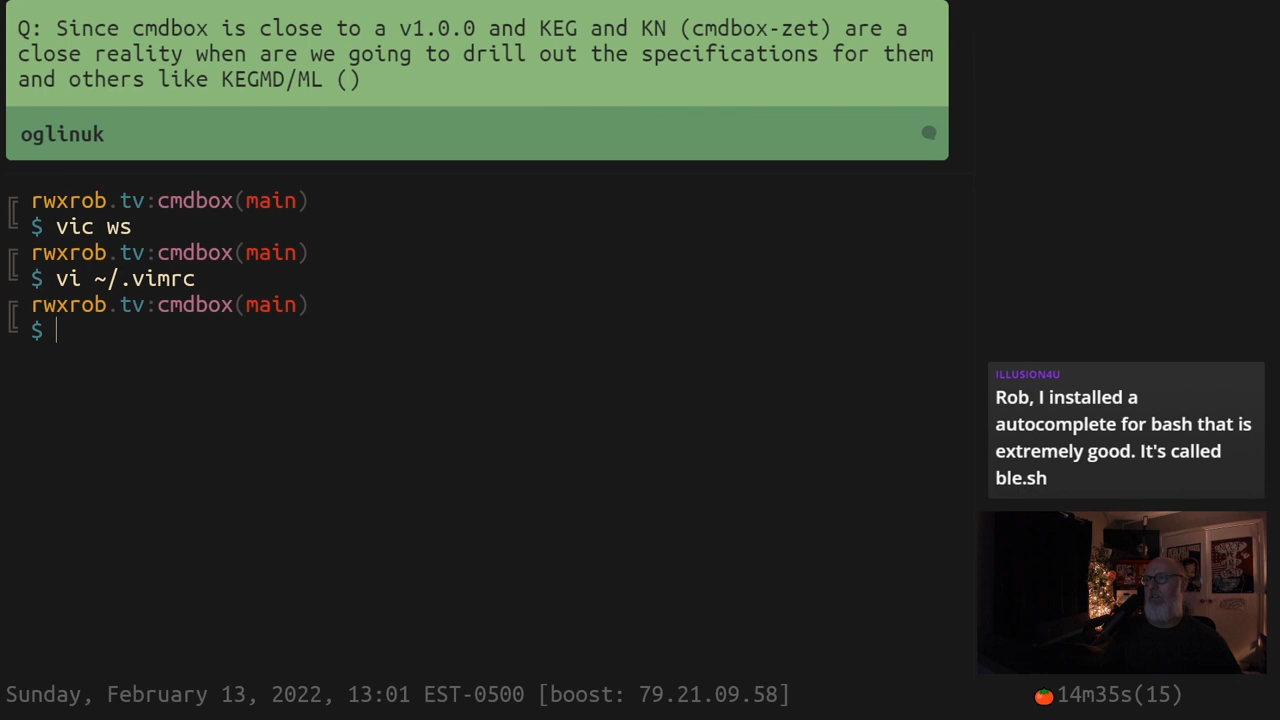 Q: Since cmdbox is close to a v1.0.0 and KEG and KN (cmdbox-zet) are a
close reality when are we going to drill out the specifications for them
and others like KEGMD/ML ()
oglinuk
rwxrob.tv:cmdbox(main)
$ vic ws
rwxrob.tv:cmdbox(main)
$ vi ~/.vimrc
rwxrob.tv:cmdbox(main)
$
ILLUSION4U
Rob, I installed a
autocomplete for bash that is
extremely good. It's called
ble.sh
Sunday, February 13, 2022, 13:01 EST-0500 [boost: 79.21.09.58]
🍅14m35s(15)